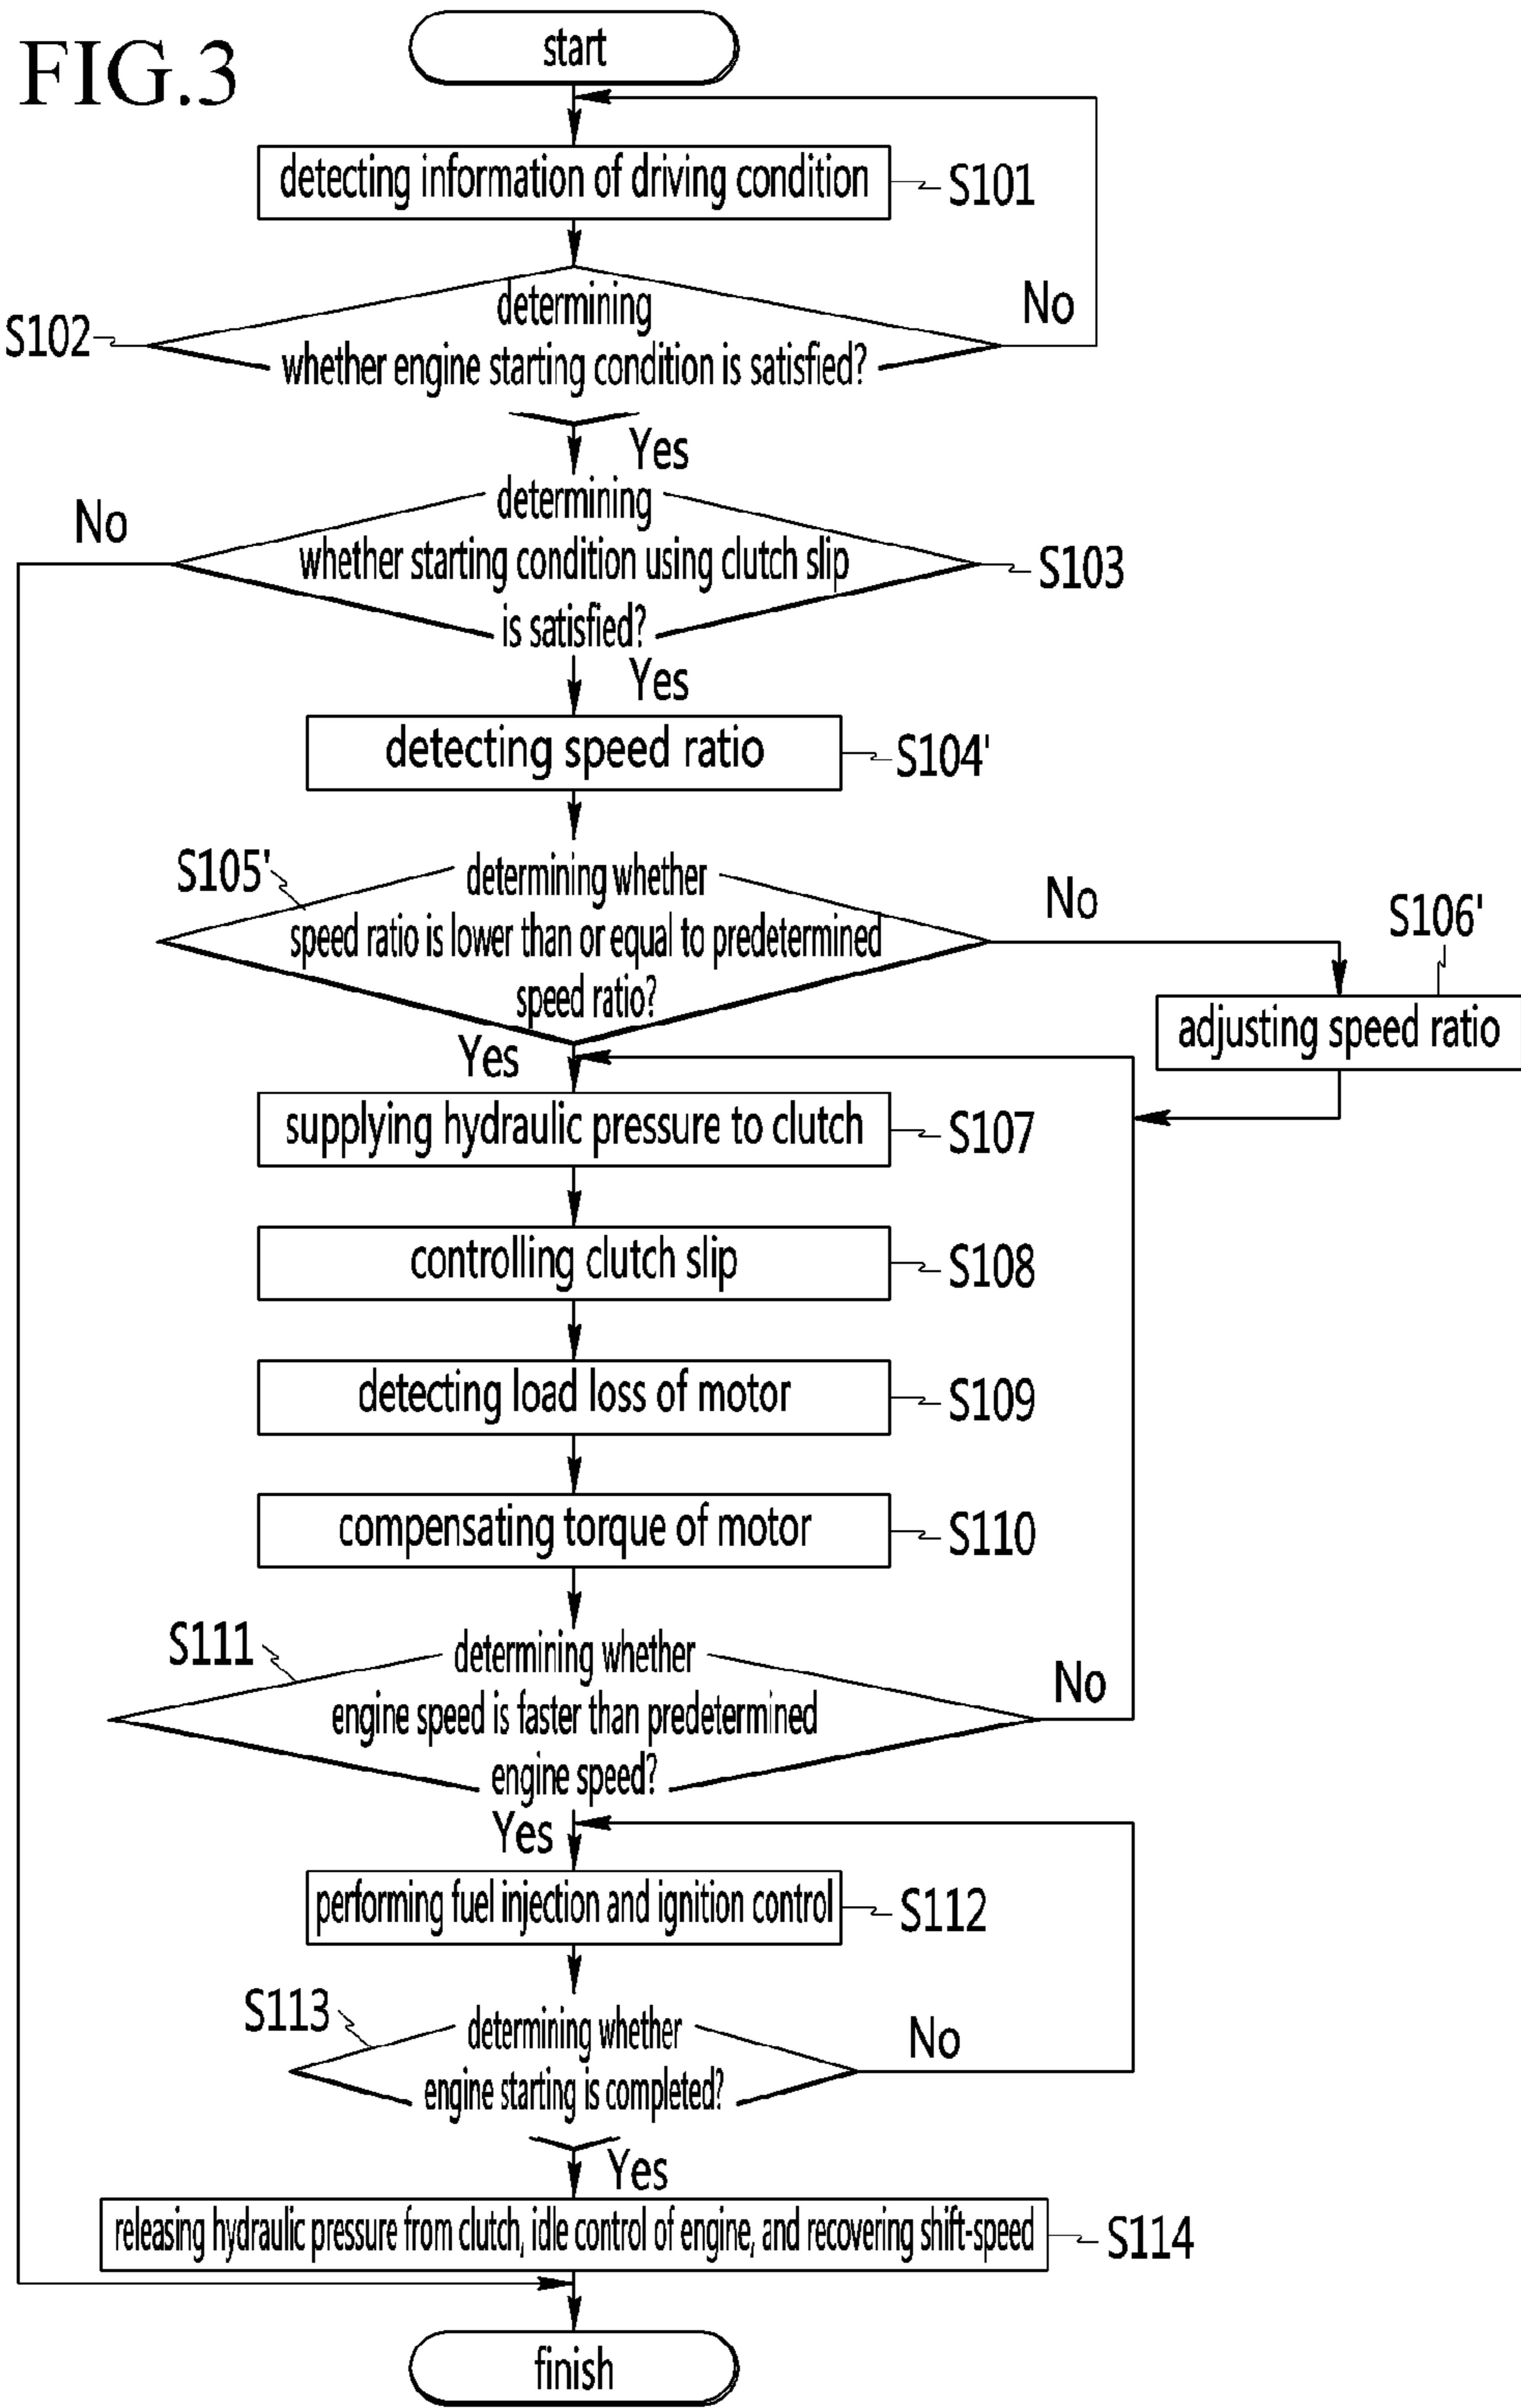 FIG.3
start
detecting information of driving condition
S101
determining
whether engine starting condition is satisfied?
S102
No
Yes
determining
whether starting condition using clutch slip
is satisfied?
No
S103
Yes
detecting speed ratio
S104'
S105'
determining whether
speed ratio is lower than or equal to predetermined
speed ratio?
No
S106'
adjusting speed ratio
Yes
supplying hydraulic pressure to clutch
S107
controlling clutch slip
S108
detecting load loss of motor
S109
compensating torque of motor
S110
S111
determining whether
engine speed is faster than predetermined
engine speed?
No
Yes
performing fuel injection and ignition control
S112
S113
determining whether
engine starting is completed?
No
Yes
releasing hydraulic pressure from clutch, idle control of engine, and recovering shift-speed
S114
finish